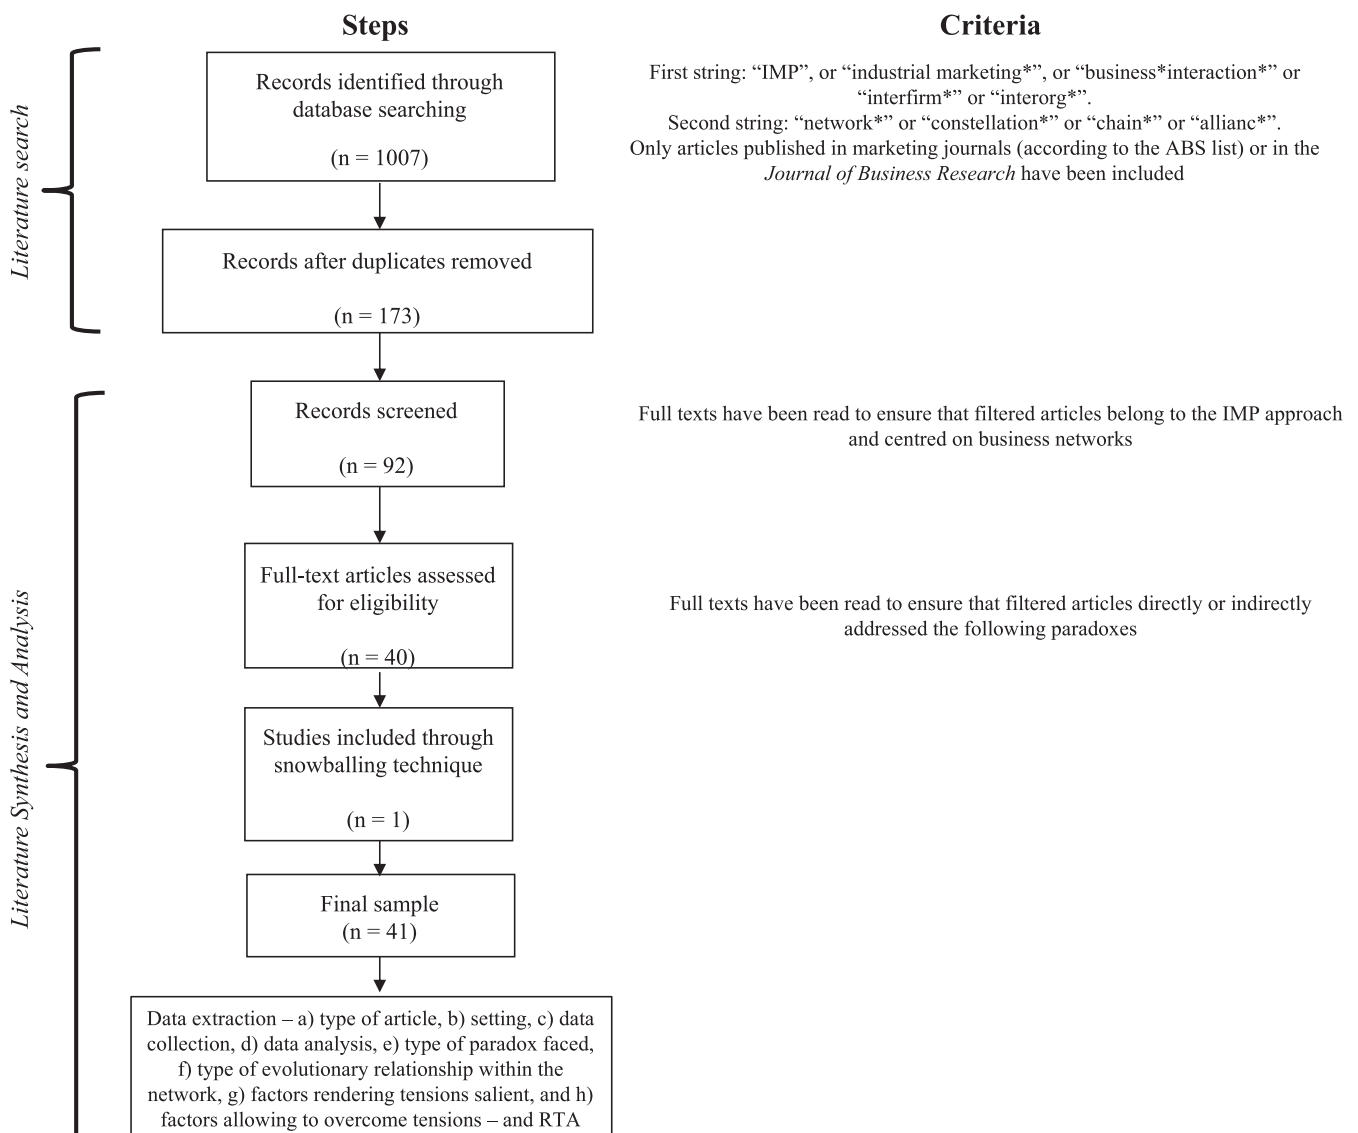 Steps
Criteria
Literature search
Records identified through
database searching
(n = 1007)
First string: “IMP”, or “industrial marketing*”, or “business*interaction*” or
“interfirm*” or “interorg*”.
Second string: “network*” or “constellation*” or “chain*” or “allianc*”.
Only articles published in marketing journals (according to the ABS list) or in the
Journal of Business Research have been included
Records after duplicates removed
(n = 173)
Literature Synthesis and Analysis
Records screened
(n = 92)
Full texts have been read to ensure that filtered articles belong to the IMP approach
and centred on business networks
Full-text articles assessed
for eligibility
(n = 40)
Full texts have been read to ensure that filtered articles directly or indirectly
addressed the following paradoxes
Studies included through
snowballing technique
(n = 1)
Final sample
(n = 41)
Data extraction – a) type of article, b) setting, c) data
collection, d) data analysis, e) type of paradox faced,
f) type of evolutionary relationship within the
network, g) factors rendering tensions salient, and h)
factors allowing to overcome tensions – and RTA